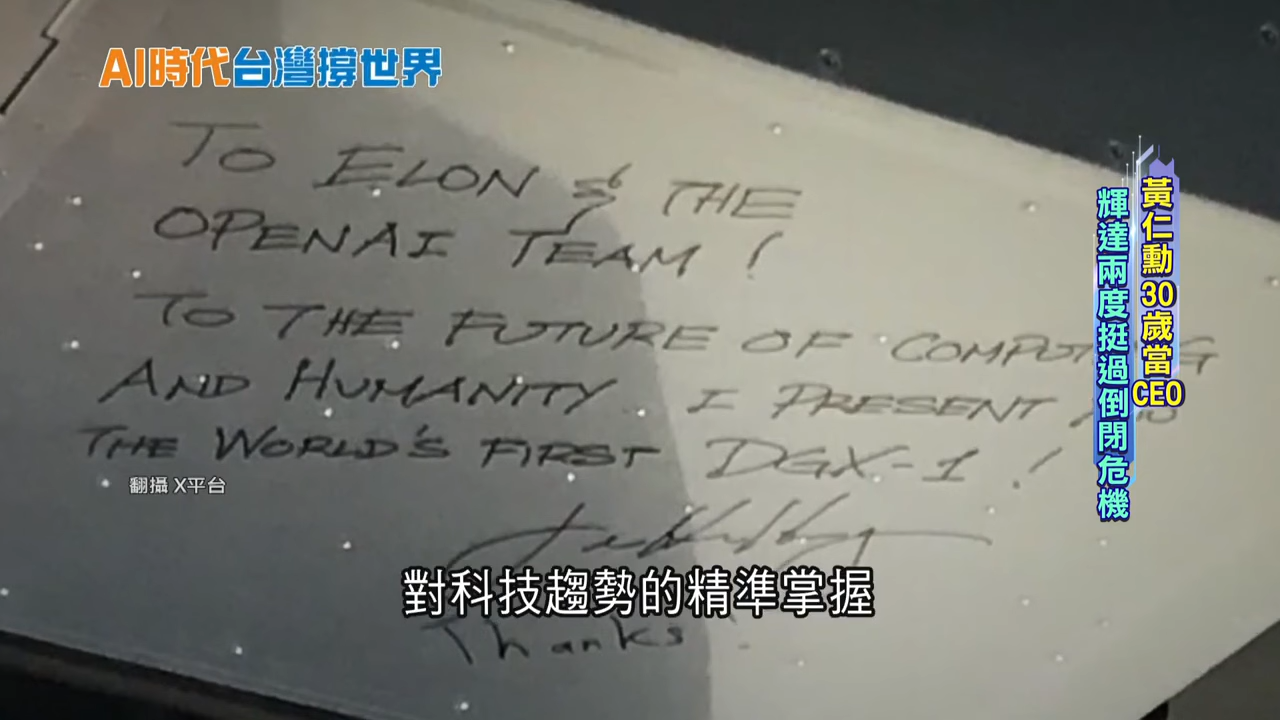 AI時代台灣撐世界
TO ELON & THE
OPENAI TEAM!
TO THE FUTURE OF COMPUTING
AND HUMANITY I PRESENT
THE WORLD'S FIRST DGX-1!
Thanks!
翻攝X平台
對科技趨勢的精準掌握
黃仁勳30歲當CEO
輝達兩度挺過倒閉危機